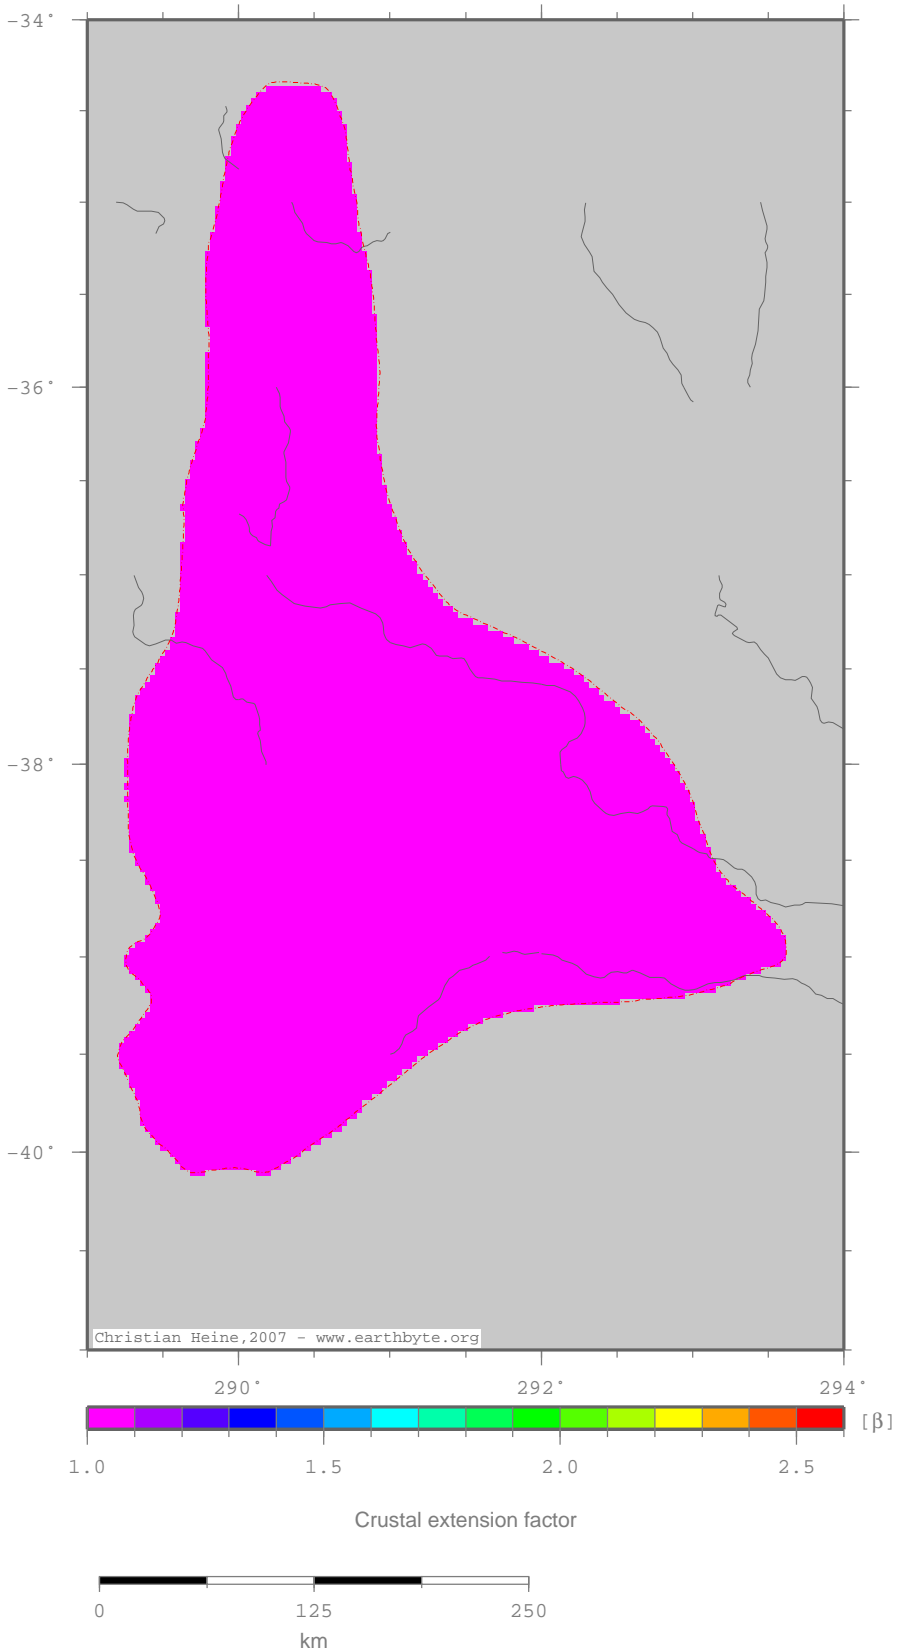 −34°
−36°
−38°
−40°
Christian Heine,2007 − www.earthbyte.org
290° 292° 294°
[β]
1.0 1.5 2.0 2.5
Crustal extension factor
0 125 250
km